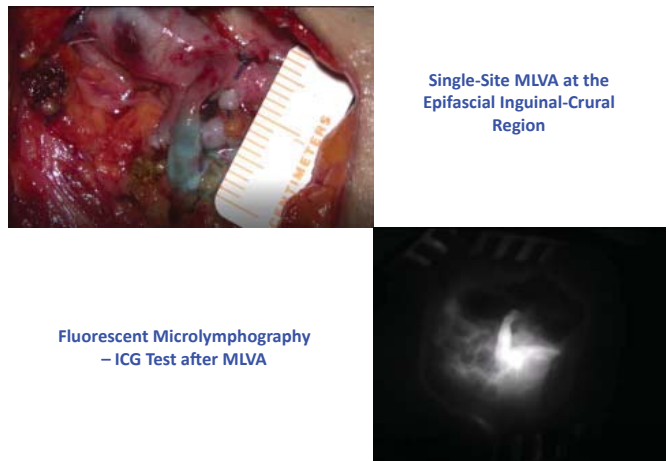 Single-Site MLVA at the
Epifascial Inguinal-Crural
Region
CENTIMETERS
Fluorescent Microlymphography
– ICG Test after MLVA